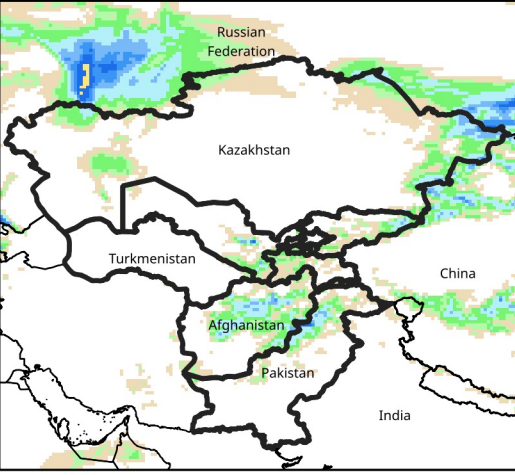 Russian
Federation
Kazakhstan
Turkmenistan
China
Afghanistan
Pakistan
India